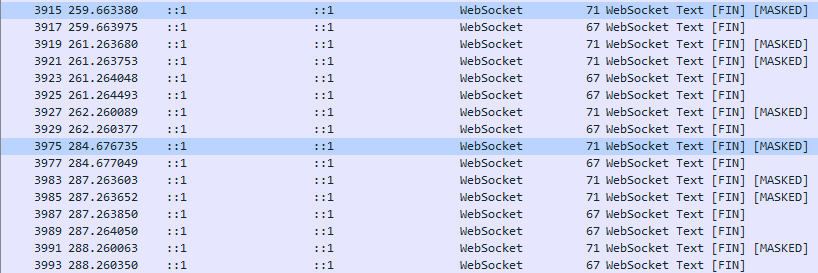 3915 259.663380 ::1 ::1 WebSocket 71 WebSocket Text [FIN] [MASKED]
3917 259.663975 ::1 ::1 WebSocket 67 WebSocket Text [FIN]
3919 261.263680 ::1 ::1 WebSocket 71 WebSocket Text [FIN] [MASKED]
3921 261.263753 ::1 ::1 WebSocket 71 WebSocket Text [FIN] [MASKED]
3923 261.264048 ::1 ::1 WebSocket 67 WebSocket Text [FIN]
3925 261.264493 ::1 ::1 WebSocket 67 WebSocket Text [FIN]
3927 262.260089 ::1 ::1 WebSocket 71 WebSocket Text [FIN] [MASKED]
3929 262.260377 ::1 ::1 WebSocket 67 WebSocket Text [FIN]
3975 284.676735 ::1 ::1 WebSocket 71 WebSocket Text [FIN] [MASKED]
3977 284.677049 ::1 ::1 WebSocket 67 WebSocket Text [FIN]
3983 287.263603 ::1 ::1 WebSocket 71 WebSocket Text [FIN] [MASKED]
3985 287.263652 ::1 ::1 WebSocket 71 WebSocket Text [FIN] [MASKED]
3987 287.263850 ::1 ::1 WebSocket 67 WebSocket Text [FIN]
3989 287.264050 ::1 ::1 WebSocket 67 WebSocket Text [FIN]
3991 288.260063 ::1 ::1 WebSocket 71 WebSocket Text [FIN] [MASKED]
3993 288.260350 ::1 ::1 WebSocket 67 WebSocket Text [FIN]